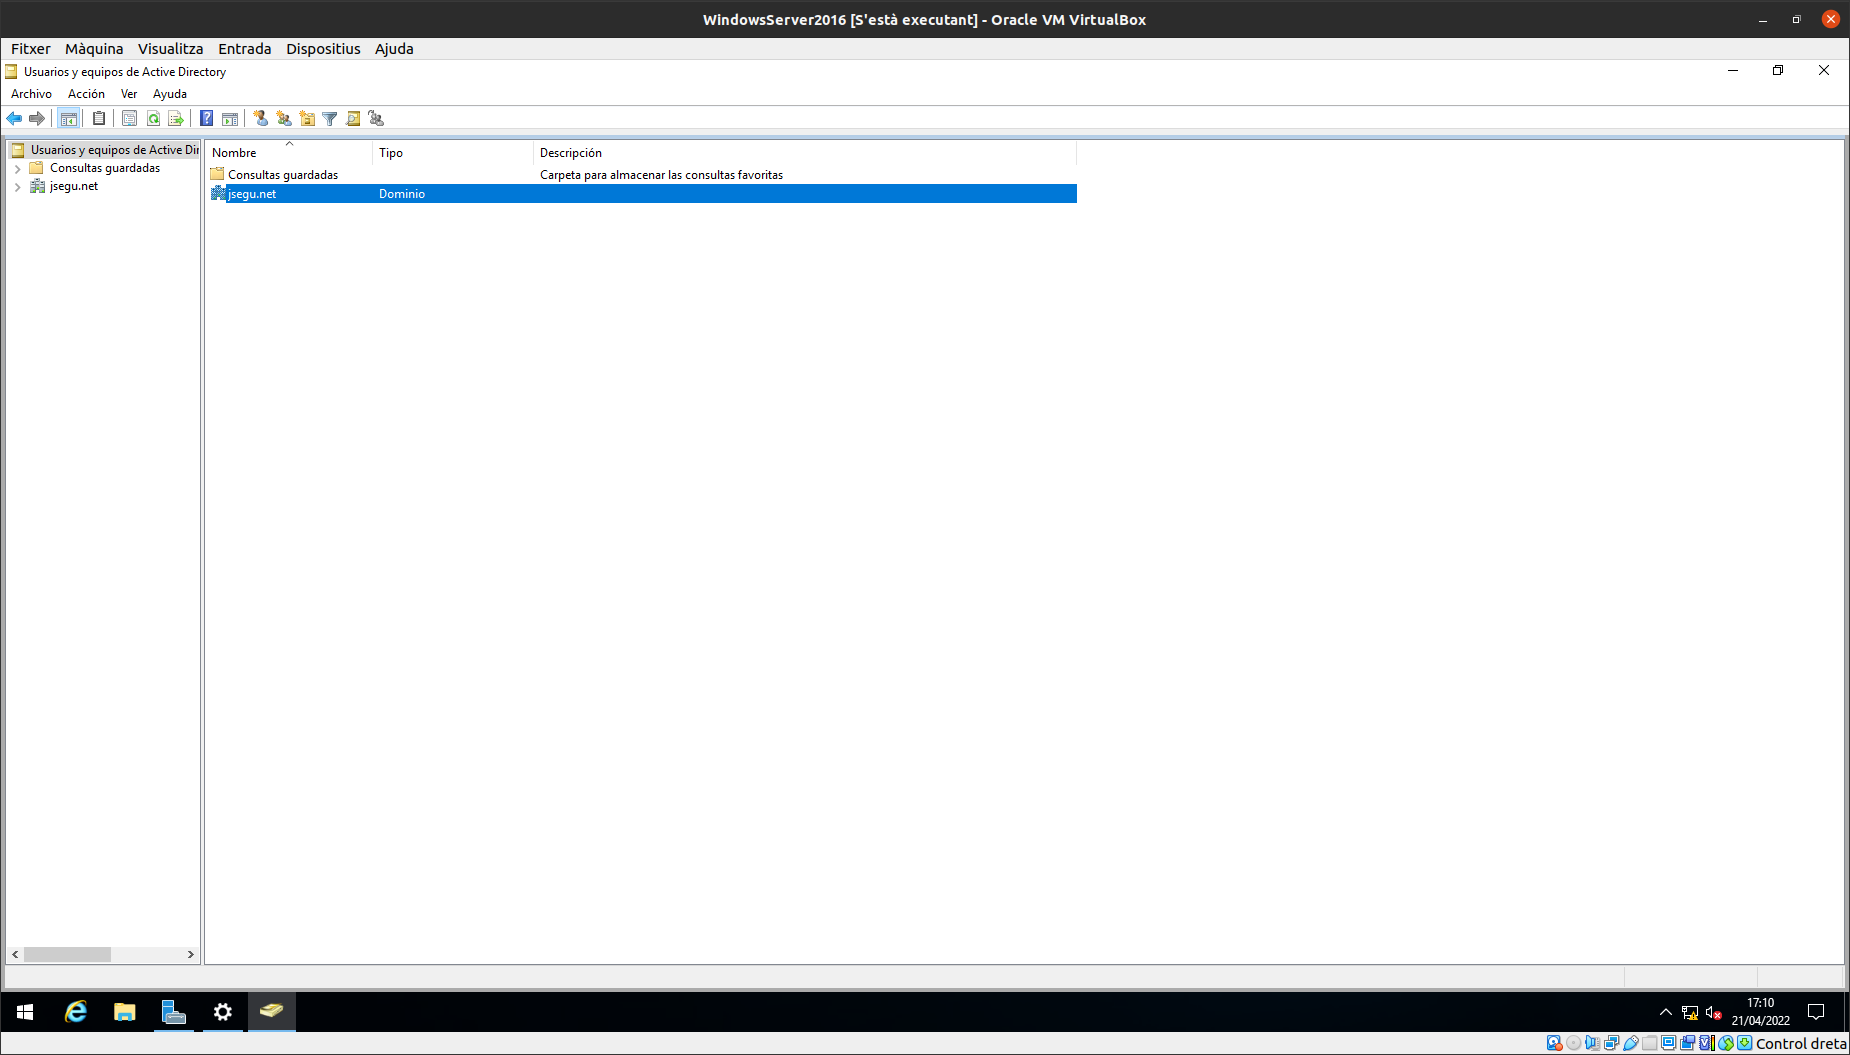 WindowsServer2016 [S'està executant] - Oracle VM VirtualBox
Fitxer Màquina Visualitza Entrada Dispositius Ajuda
Usuarios y equipos de Active Directory
Archivo Acción Ver Ayuda
Usuarios y equipos de Active Dir
Consultas guardadas
jsegu.net
Nombre Tipo Descripción
Consultas guardadas Carpeta para almacenar las consultas favoritas
jsegu.net Dominio
17:10
21/04/2022
Control dreta